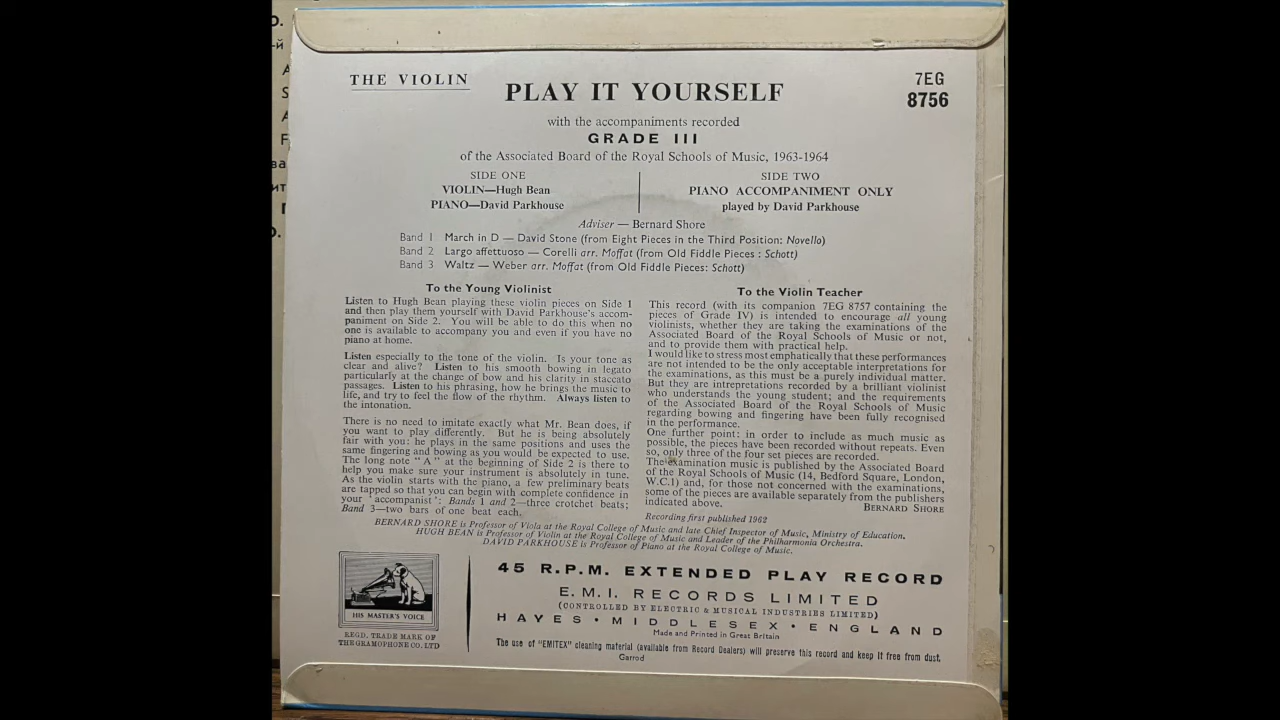 THE VIOLIN
PLAY IT YOURSELF
7EG
8756
with the accompaniments recorded
GRADE III
of the Associated Board of the Royal Schools of Music, 1963-1964
SIDE ONE
VIOLIN—Hugh Bean
PIANO—David Parkhouse
SIDE TWO
PIANO ACCOMPANIMENT ONLY
played by David Parkhouse
Adviser — Bernard Shore
Band 1 March in D — David Stone (from Eight Pieces in the Third Position: Novello)
Band 2 Largo affettuoso — Corelli arr. Moffat (from Old Fiddle Pieces : Schott)
Band 3 Waltz — Weber arr. Moffat (from Old Fiddle Pieces: Schott)
To the Young Violinist
Listen to Hugh Bean playing these violin pieces on Side 1
and then play them yourself with David Parkhouse's accom-
paniment on Side 2. You will be able to do this when no
one is available to accompany you and even if you have no
piano at home.
Listen especially to the tone of the violin. Is your tone as
clear and alive? Listen to his smooth bowing in legato
particularly at the change of bow and his clarity in staccato
passages. Listen to his phrasing, how he brings the music to
life, and try to feel the flow of the rhythm. Always listen to
the intonation.
There is no need to imitate exactly what Mr. Bean does, if
you want to play differently. But he is being absolutely
fair with you: he plays in the same positions and uses the
same fingering and bowing as you would be expected to use.
The long note "A" at the beginning of Side 2 is there to
help you make sure your instrument is absolutely in tune.
As the violin starts with the piano, a few preliminary beats
are tapped so that you can begin with complete confidence in
your 'accompanist': Bands 1 and 2—three crotchet beats;
Band 3—two bars of one beat each.
To the Violin Teacher
This record (with its companion 7EG 8757 containing the
pieces of Grade IV) is intended to encourage all young
violinists, whether they are taking the examinations of the
Associated Board of the Royal Schools of Music or not,
and to provide them with practical help.
I would like to stress most emphatically that these performances
are not intended to be the only acceptable interpretations for
the examinations, as this must be a purely individual matter.
But they are intrepretations recorded by a brilliant violinist
who understands the young student; and the requirements
of the Associated Board of the Royal Schools of Music
regarding bowing and fingering have been fully recognised
in the performance.
One further point: in order to include as much music as
possible, the pieces have been recorded without repeats. Even
so, only three of the four set pieces are recorded.
The examination music is published by the Associated Board
of the Royal Schools of Music (14, Bedford Square, London,
W.C.1) and, for those not concerned with the examinations,
some of the pieces are available separately from the publishers
indicated above.
BERNARD SHORE
Recording first published 1962
BERNARD SHORE is Professor of Viola at the Royal College of Music and late Chief Inspector of Music, Ministry of Education.
HUGH BEAN is Professor of Violin at the Royal College of Music and Leader of the Philharmonia Orchestra.
DAVID PARKHOUSE is Professor of Piano at the Royal College of Music.
HIS MASTER'S VOICE
REGD. TRADE MARK OF
THE GRAMOPHONE CO. LTD
45 R.P.M. EXTENDED PLAY RECORD
E.M.I. RECORDS LIMITED
(CONTROLLED BY ELECTRIC & MUSICAL INDUSTRIES LIMITED)
HAYES • MIDDLESEX • ENGLAND
Made and Printed in Great Britain
The use of "EMITEX" cleaning material (available from Record Dealers) will preserve this record and keep it free from dust.
Garrod